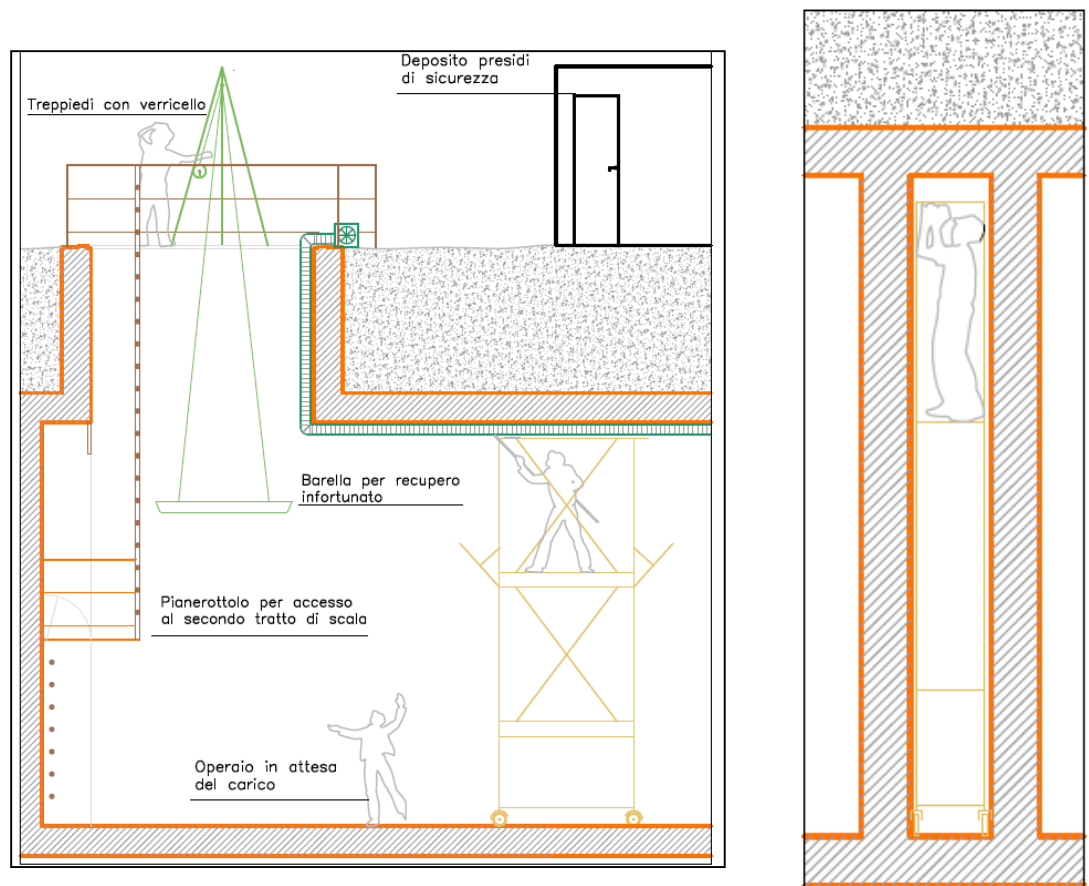 Deposito presidi
di sicurezza
Treppiedi con verricello
Barella per recupero
infortunato
Pianerottolo per accesso
al secondo tratto di scala
Operaio in attesa
del carico